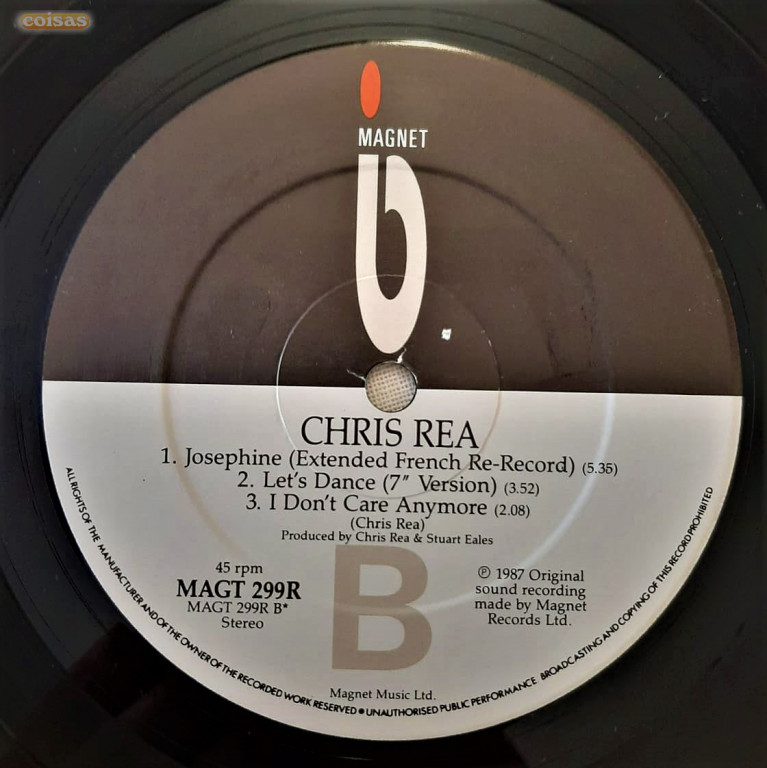 coisas
MAGNET
CHRIS REA
1. Josephine (Extended French Re-Record) (5.35)
2. Let's Dance (7" Version) (3.52)
3. I Don't Care Anymore (2.08)
(Chris Rea)
Produced by Chris Rea & Stuart Eales
45 rpm
MAGT 299R
MAGT 299R B*
Stereo
B
℗ 1987 Original
sound recording
made by Magnet
Records Ltd.
Magnet Music Ltd.
ALL RIGHTS OF THE MANUFACTURER AND OF THE OWNER OF THE RECORDED WORK RESERVED ● UNAUTHORISED PUBLIC PERFORMANCE BROADCASTING AND COPYING OF THIS RECORD PROHIBITED